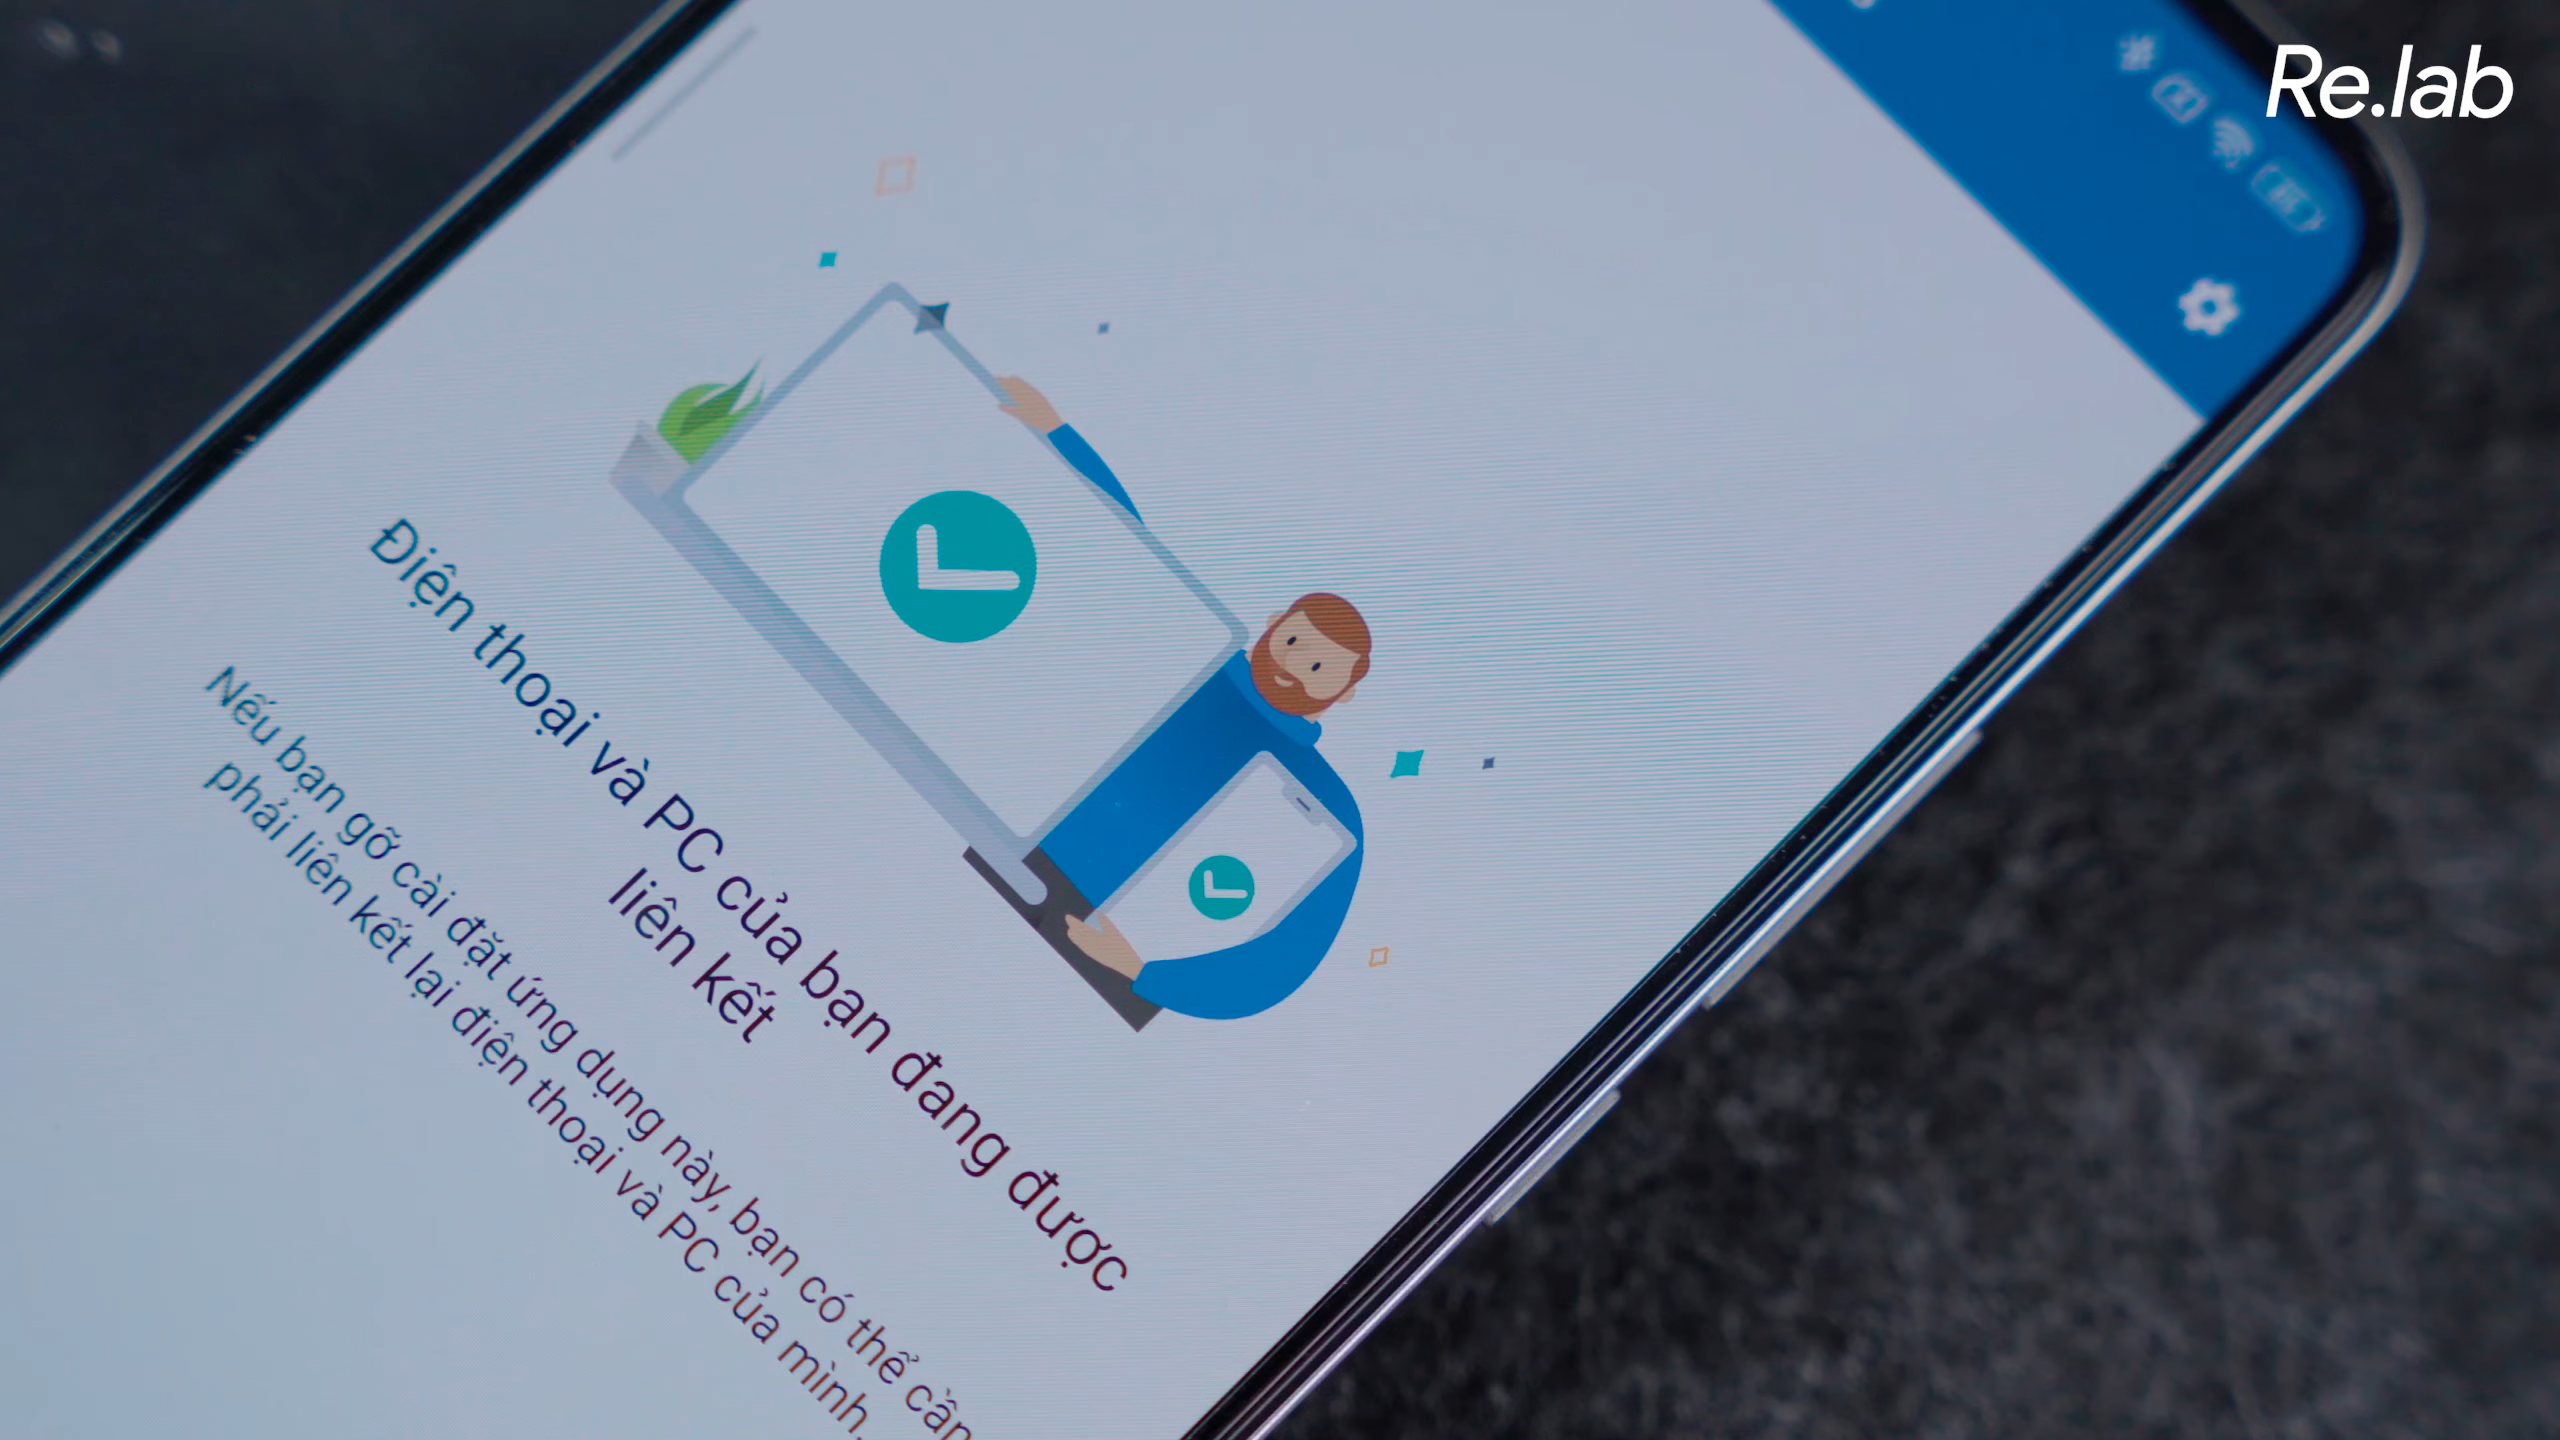 Re.lab
Điện thoại và PC của bạn đang được
liên kết
Nếu bạn gỡ cài đặt ứng dụng này, bạn có thể cần
phải liên kết lại điện thoại và PC của mình.